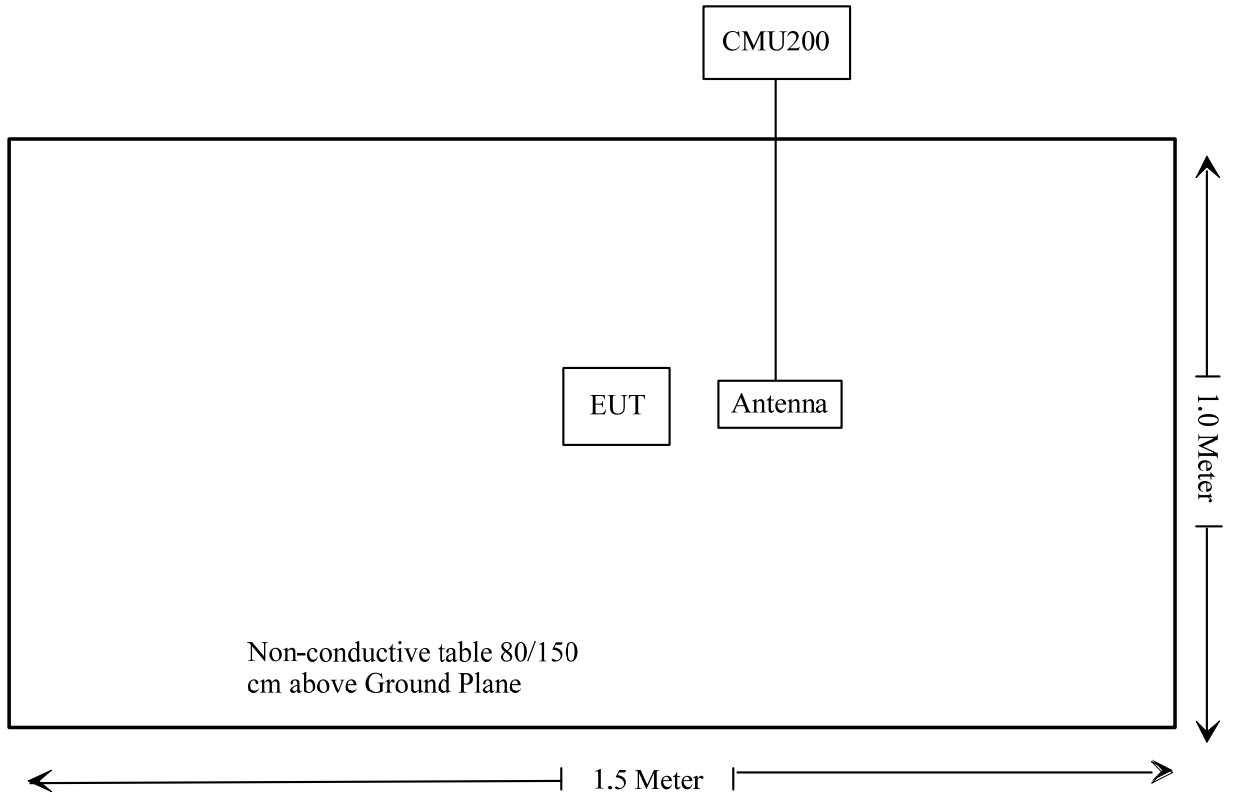 CMU200
EUT
Antenna
1.0 Meter
Non-conductive table 80/150
cm above Ground Plane
1.5 Meter